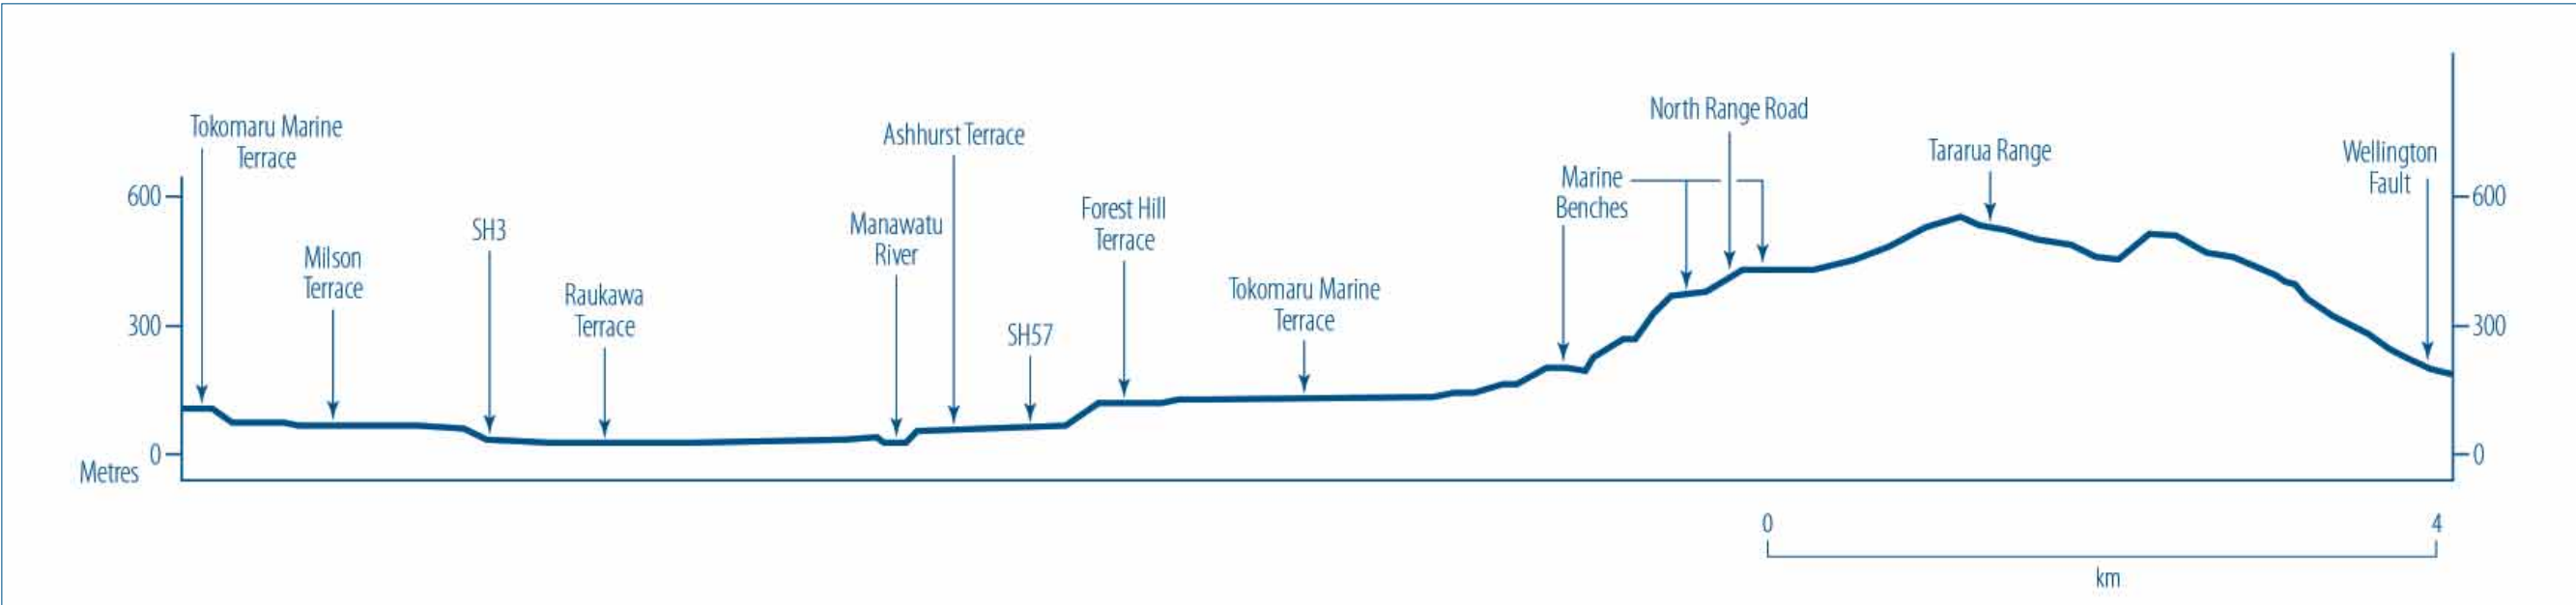 Tokomaru Marine
Terrace
Milson
Terrace
SH3
Raukawa
Terrace
Manawatu
River
Ashhurst Terrace
SH57
Forest Hill
Terrace
Tokomaru Marine
Terrace
Marine
Benches
North Range Road
Tararua Range
Wellington
Fault
600
300
0
Metres
600
300
0
0
4
km